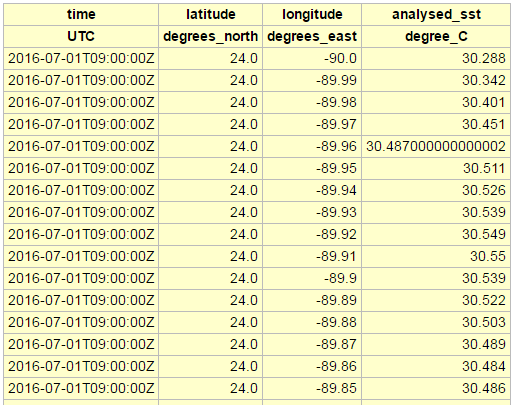 time latitude longitude analysed_sst
UTC degrees_north degrees_east degree_C
2016-07-01T09:00:00Z 24.0 -90.0 30.288
2016-07-01T09:00:00Z 24.0 -89.99 30.342
2016-07-01T09:00:00Z 24.0 -89.98 30.401
2016-07-01T09:00:00Z 24.0 -89.97 30.451
2016-07-01T09:00:00Z 24.0 -89.96 30.487000000000002
2016-07-01T09:00:00Z 24.0 -89.95 30.511
2016-07-01T09:00:00Z 24.0 -89.94 30.526
2016-07-01T09:00:00Z 24.0 -89.93 30.539
2016-07-01T09:00:00Z 24.0 -89.92 30.549
2016-07-01T09:00:00Z 24.0 -89.91 30.55
2016-07-01T09:00:00Z 24.0 -89.9 30.539
2016-07-01T09:00:00Z 24.0 -89.89 30.522
2016-07-01T09:00:00Z 24.0 -89.88 30.503
2016-07-01T09:00:00Z 24.0 -89.87 30.489
2016-07-01T09:00:00Z 24.0 -89.86 30.484
2016-07-01T09:00:00Z 24.0 -89.85 30.486